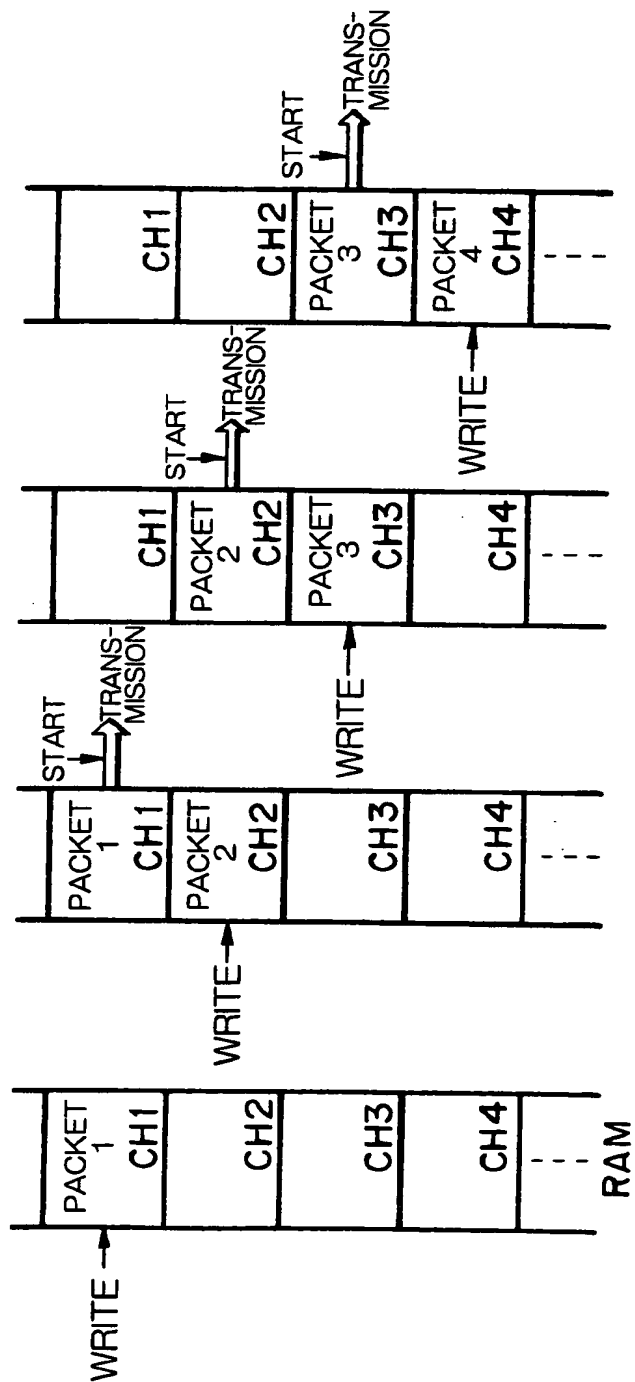 WRITE
PACKET
1
CH1
CH2
CH3
CH4
RAM
START
TRANS-
MISSION
WRITE
PACKET
1
CH1
PACKET
2
CH2
CH3
CH4
START
TRANS-
MISSION
WRITE
CH1
PACKET
2
CH2
PACKET
3
CH3
CH4
START
TRANS-
MISSION
WRITE
CH1
CH2
PACKET
3
CH3
PACKET
4
CH4